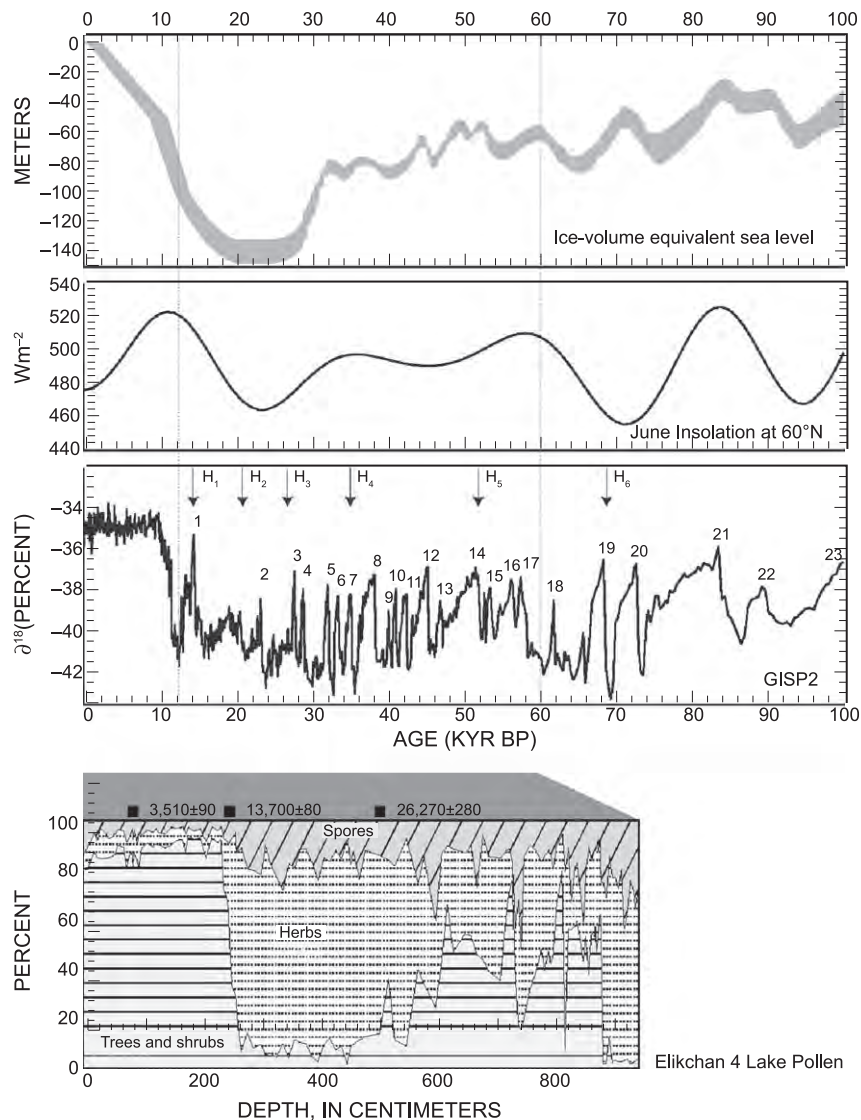 0 10 20 30 40 50 60 70 80 90 100
METERS
0
–20
–40
–60
–80
–100
–120
–140
Ice-volume equivalent sea level
Wm⁻²
540
520
500
480
460
440
June Insolation at 60°N
∂¹⁸(PERCENT)
–34
–36
–38
–40
–42
H₁ H₂ H₃ H₄ H₅ H₆
1 2 3 4 5 6 7 8 9 10 11 12 13 14 15 16 17 18 19 20 21 22 23
GISP2
0 10 20 30 40 50 60 70 80 90 100
AGE (KYR BP)
3,510±90 13,700±80 26,270±280
PERCENT
100
80
60
40
20
0
Spores
Herbs
Trees and shrubs
Elikchan 4 Lake Pollen
0 200 400 600 800
DEPTH, IN CENTIMETERS